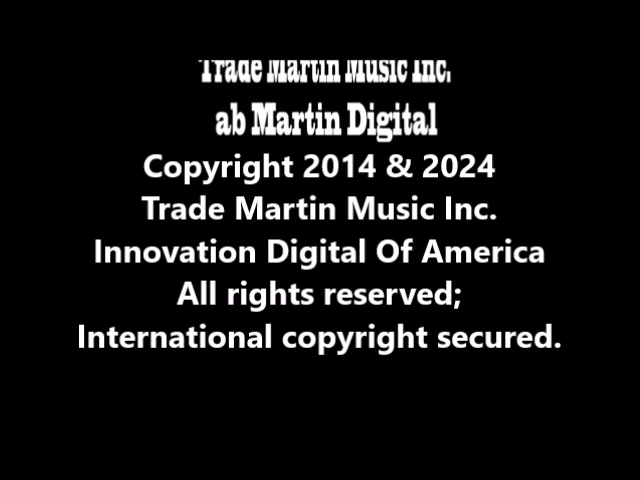 Trade Martin Music Inc.
ab Martin Digital
Copyright 2014 & 2024
Trade Martin Music Inc.
Innovation Digital Of America
All rights reserved;
International copyright secured.